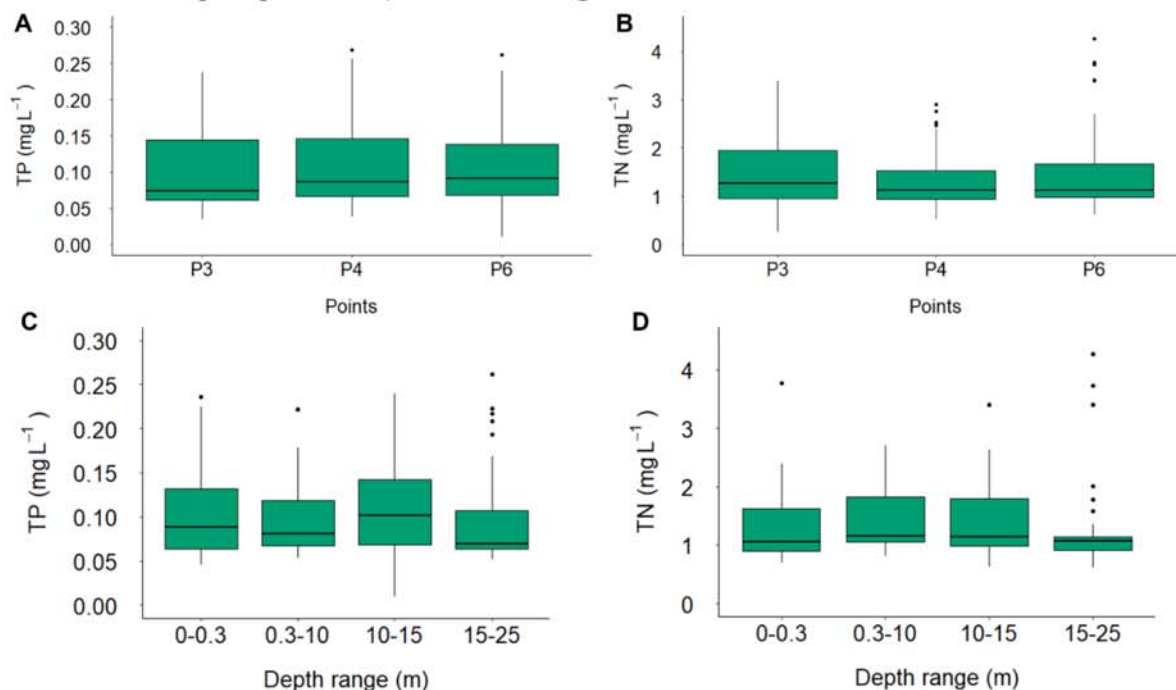 A
TP (mg L⁻¹)
0.30
0.25
0.20
0.15
0.10
0.05
0.00
P3 P4 P6
Points
B
TN (mg L⁻¹)
4
3
2
1
0
P3 P4 P6
Points
C
TP (mg L⁻¹)
0.30
0.25
0.20
0.15
0.10
0.05
0.00
0-0.3 0.3-10 10-15 15-25
Depth range (m)
D
TN (mg L⁻¹)
4
3
2
1
0
0-0.3 0.3-10 10-15 15-25
Depth range (m)